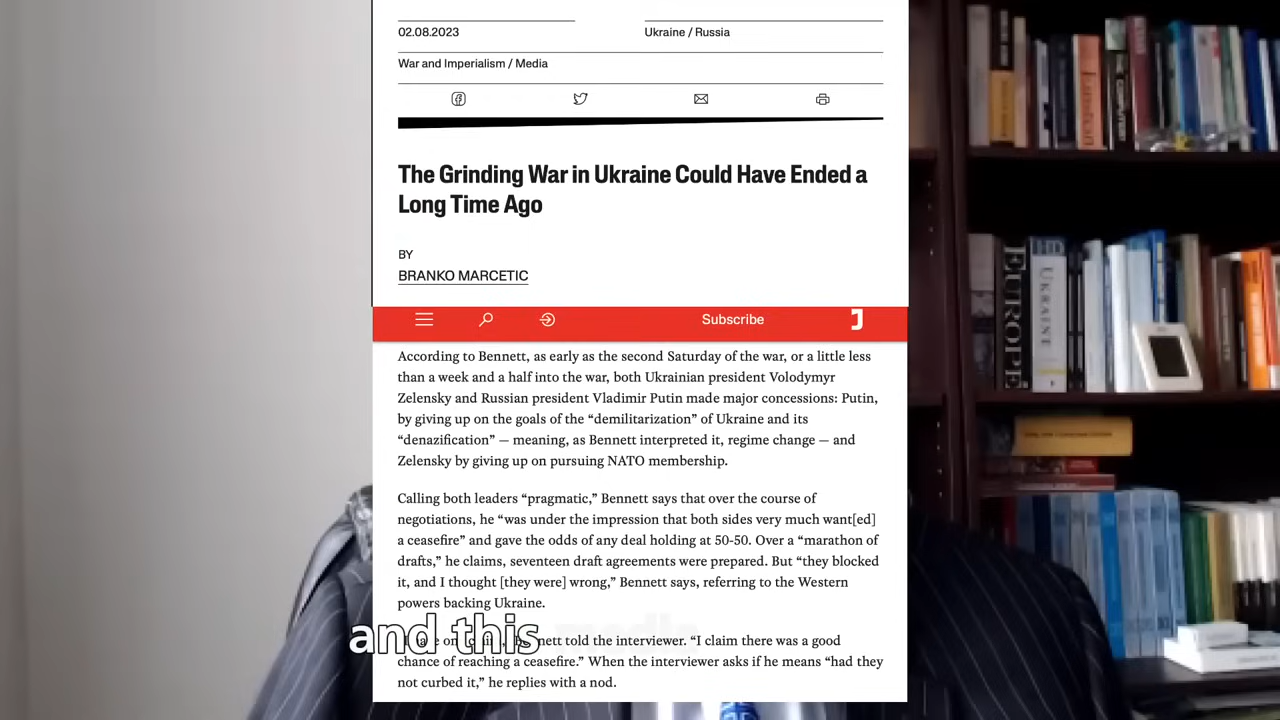 02.08.2023
Ukraine / Russia
War and Imperialism / Media
The Grinding War in Ukraine Could Have Ended a
Long Time Ago
BY
BRANKO MARCETIC
Subscribe
According to Bennett, as early as the second Saturday of the war, or a little less
than a week and a half into the war, both Ukrainian president Volodymyr
Zelensky and Russian president Vladimir Putin made major concessions: Putin,
by giving up on the goals of the “demilitarization” of Ukraine and its
“denazification” — meaning, as Bennett interpreted it, regime change — and
Zelensky by giving up on pursuing NATO membership.
Calling both leaders “pragmatic,” Bennett says that over the course of
negotiations, he “was under the impression that both sides very much want[ed]
a ceasefire” and gave the odds of any deal holding at 50-50. Over a “marathon of
drafts,” he claims, seventeen draft agreements were prepared. But “they blocked
it, and I thought [they were] wrong,” Bennett says, referring to the Western
powers backing Ukraine.
told the interviewer. “I claim there was a good
chance of reaching a ceasefire.” When the interviewer asks if he means “had they
not curbed it,” he replies with a nod.
and this media
EUROPE
UKRAINE